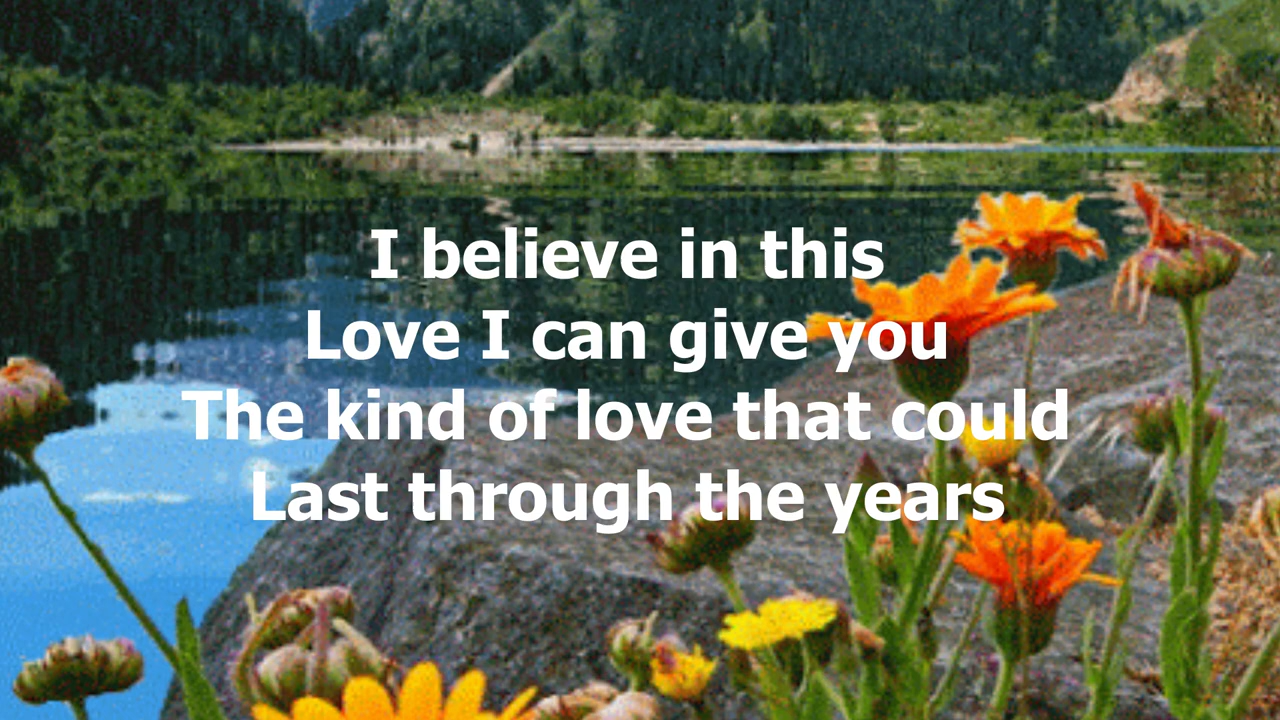 I believe in this
Love I can give you
The kind of love that could
Last through the years